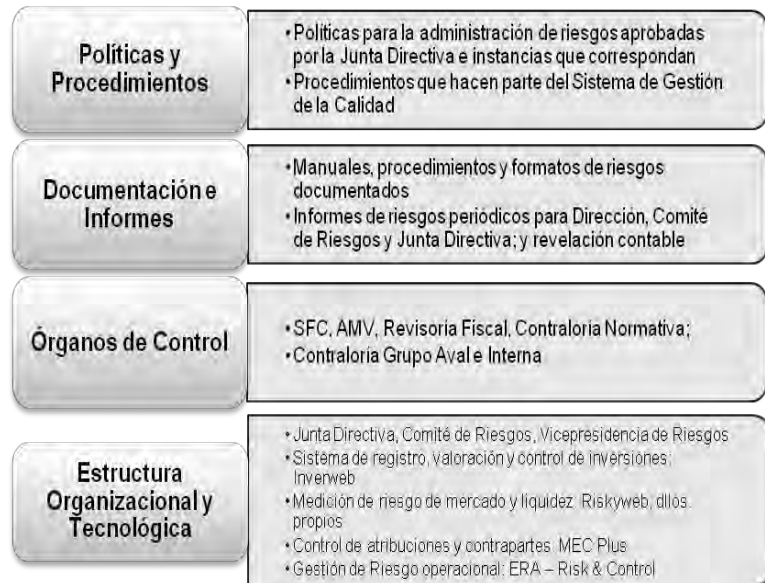 Políticas y
Procedimientos
•Políticas para la administración de riesgos aprobadas
por la Junta Directiva e instancias que correspondan
•Procedimientos que hacen parte del Sistema de Gestión
de la Calidad
Documentación e
Informes
•Manuales, procedimientos y formatos de riesgos
documentados
•Informes de riesgos periódicos para Dirección, Comité
de Riesgos y Junta Directiva; y revelación contable
Órganos de Control
•SFC, AMV, Revisoría Fiscal, Contraloría Normativa;
•Contraloría Grupo Aval e Interna
Estructura
Organizacional y
Tecnológica
•Junta Directiva, Comité de Riesgos, Vicepresidencia de Riesgos
•Sistema de registro, valoración y control de inversiones:
Inverweb
•Medición de riesgo de mercado y liquidez: Riskyweb, dllos.
propios
•Control de atribuciones y contrapartes: MEC Plus
•Gestión de Riesgo operacional: ERA – Risk & Control